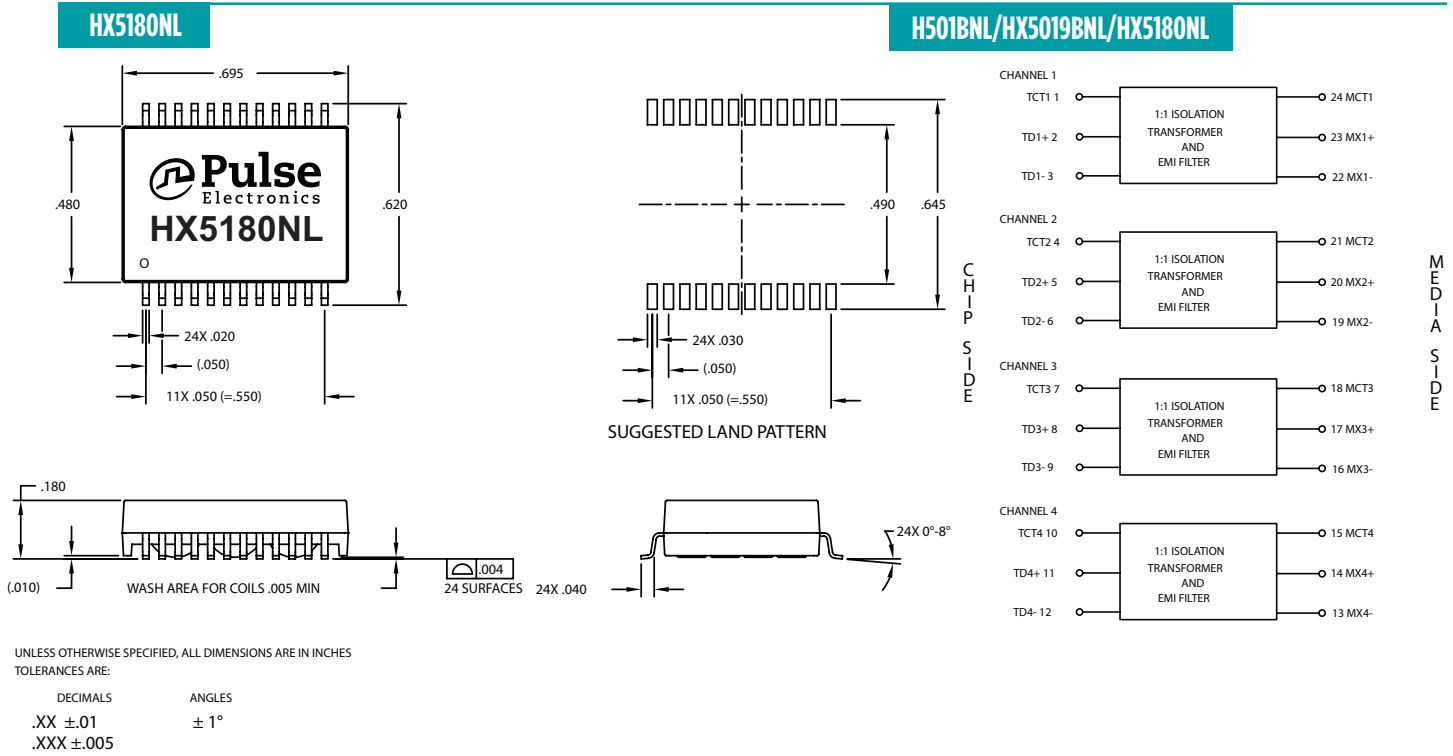 HX5180NL
.695
.480
.620
Pulse
Electronics
HX5180NL
O
24X .020
(.050)
11X .050 (=.550)
.490
.645
24X .030
(.050)
11X .050 (=.550)
SUGGESTED LAND PATTERN
.180
(.010)
WASH AREA FOR COILS .005 MIN
.004
24 SURFACES
24X .040
24X 0°-8°
UNLESS OTHERWISE SPECIFIED, ALL DIMENSIONS ARE IN INCHES
TOLERANCES ARE:
DECIMALS ANGLES
.XX ±.01 ± 1°
.XXX ±.005
H501BNL/HX5019BNL/HX5180NL
CHIP SIDE
CHANNEL 1
TCT1 1
TD1+ 2
TD1- 3
1:1 ISOLATION
TRANSFORMER
AND
EMI FILTER
24 MCT1
23 MX1+
22 MX1-
CHANNEL 2
TCT2 4
TD2+ 5
TD2- 6
1:1 ISOLATION
TRANSFORMER
AND
EMI FILTER
21 MCT2
20 MX2+
19 MX2-
CHANNEL 3
TCT3 7
TD3+ 8
TD3- 9
1:1 ISOLATION
TRANSFORMER
AND
EMI FILTER
18 MCT3
17 MX3+
16 MX3-
CHANNEL 4
TCT4 10
TD4+ 11
TD4- 12
1:1 ISOLATION
TRANSFORMER
AND
EMI FILTER
15 MCT4
14 MX4+
13 MX4-
MEDIA SIDE